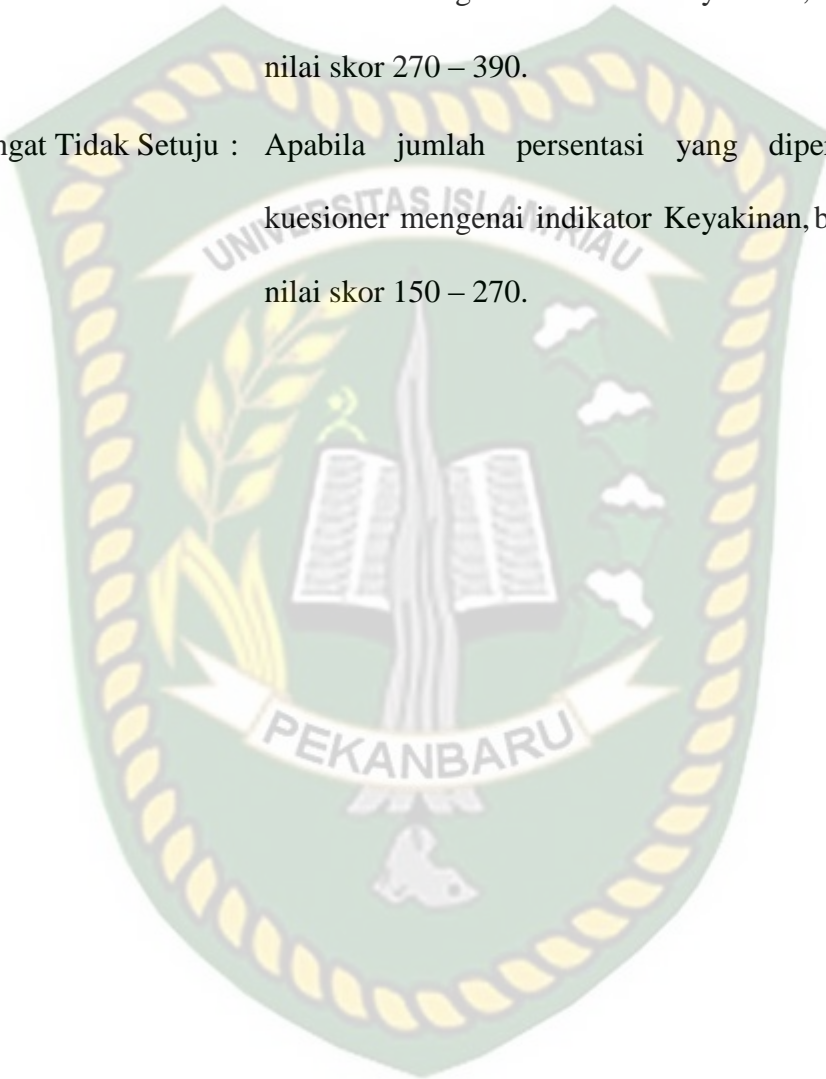 nilai skor 270 – 390.
ngat Tidak Setuju : Apabila jumlah persentasi yang
kuesioner mengenai indikator Keyakinan,
nilai skor 150 – 270.
UNIVERSITAS ISLAM RIAU
PEKANBARU